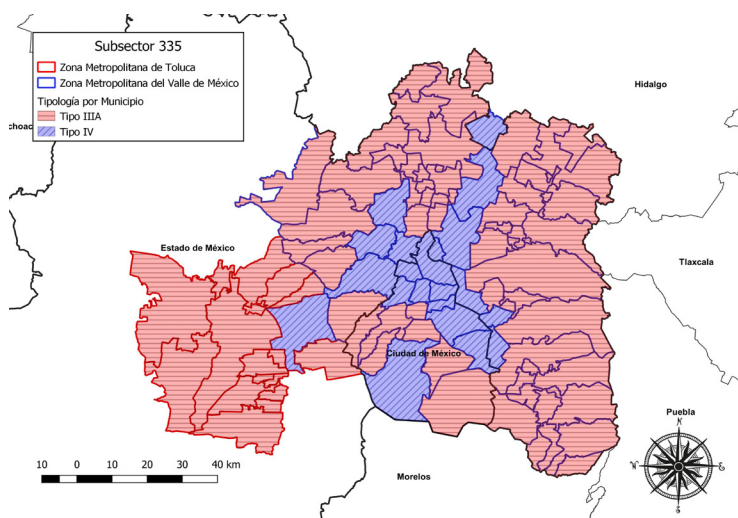 Subsector 335
Zona Metropolitana de Toluca
Zona Metropolitana del Valle de México
Tipología por Municipio
Tipo IIIA
Tipo IV
Hidalgo
Estado de México
Tlaxcala
Ciudad de México
Puebla
Morelos
10 0 10 20 30 40 km
N
E
S
W